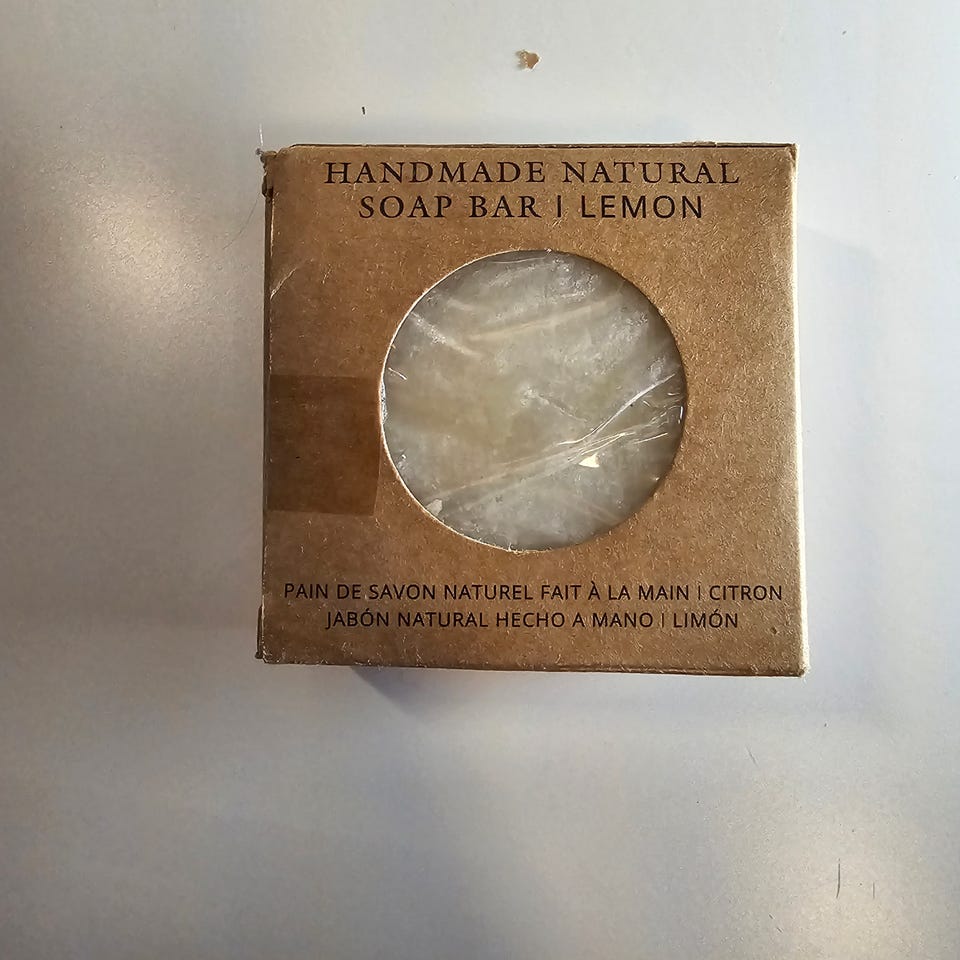 HANDMADE NATURAL
SOAP BAR | LEMON
PAIN DE SAVON NATUREL FAIT À LA MAIN | CITRON
JABÓN NATURAL HECHO A MANO | LIMÓN